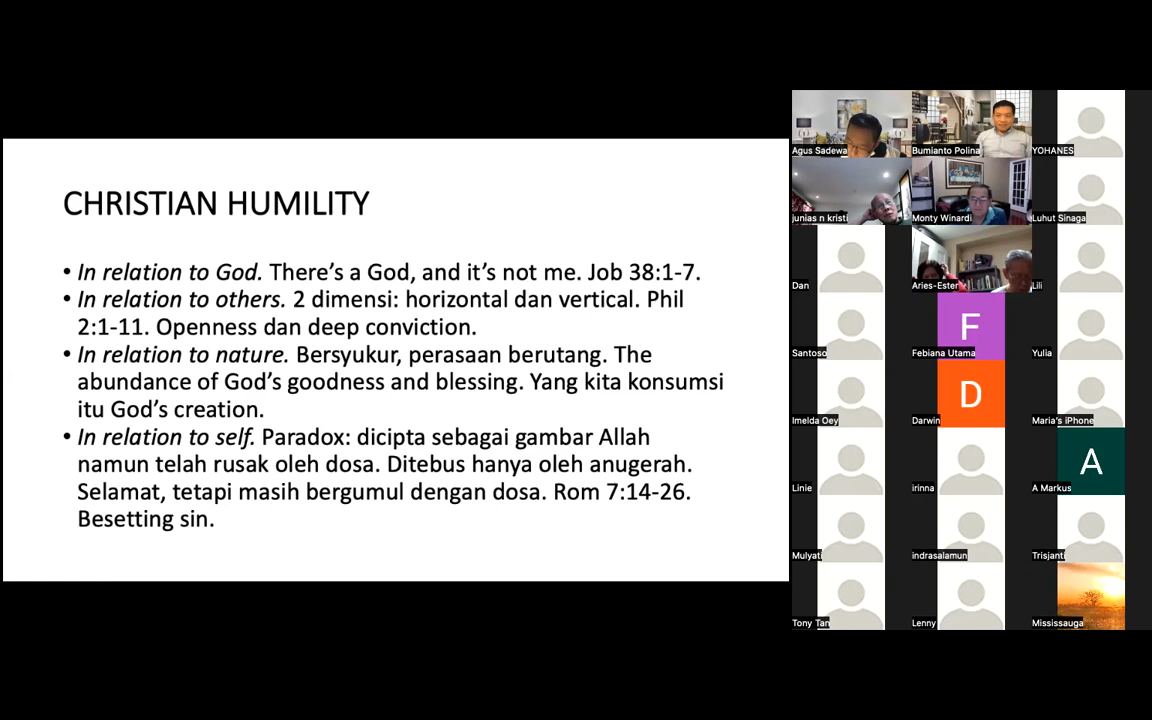 CHRISTIAN HUMILITY
• In relation to God. There's a God, and it's not me. Job 38:1-7.
• In relation to others. 2 dimensi: horizontal dan vertical. Phil
2:1-11. Openness dan deep conviction.
• In relation to nature. Bersyukur, perasaan berutang. The
abundance of God's goodness and blessing. Yang kita konsumsi
itu God's creation.
• In relation to self. Paradox: dicipta sebagai gambar Allah
namun telah rusak oleh dosa. Ditebus hanya oleh anugerah.
Selamat, tetapi masih bergumul dengan dosa. Rom 7:14-26.
Besetting sin.
Agus Sadewa
Bumianto Polina
YOHANES
junias n kristi
Monty Winardi
Luhut Sinaga
Dan
Aries-Ester
Lili
Santoso
F
Febiana Utama
Yulia
Imelda Oey
D
Darwin
Maria's iPhone
Linie
irinna
A
A Markus
Mulyati
indrasalamun
Trisjanti
Tony Tan
Lenny
Mississauga